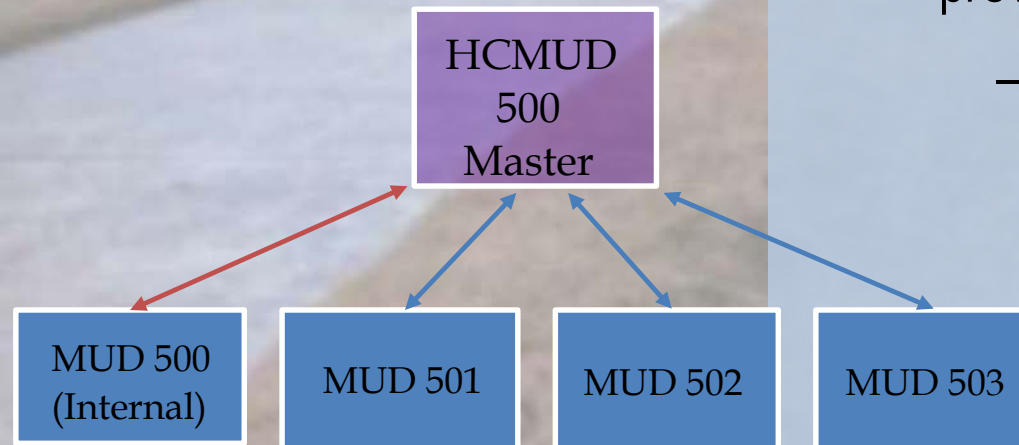 HCMUD
500
Master
MUD 500
(Internal)
MUD 501
MUD 502
MUD 503